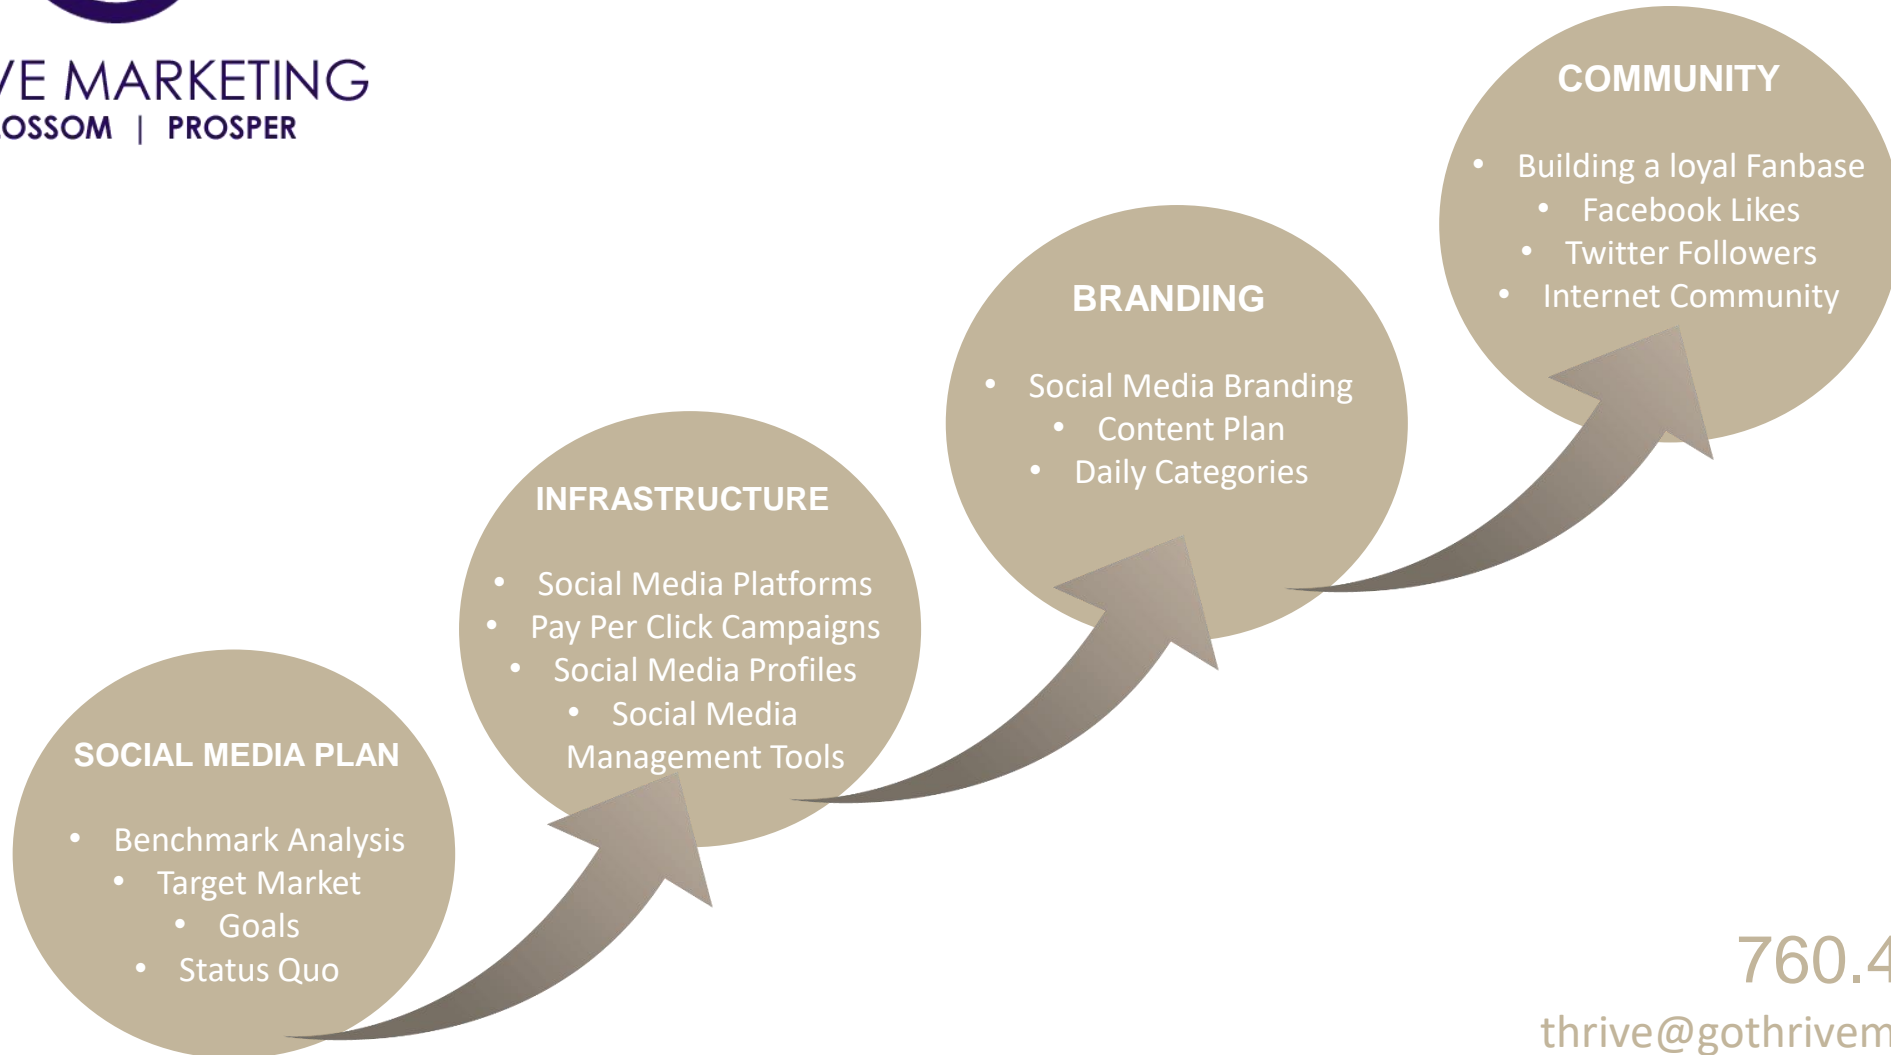 VE MARKETING
LOSSOM | PROSPER
COMMUNITY
• Building a loyal Fanbase
• Facebook Likes
• Twitter Followers
• Internet Community
BRANDING
• Social Media Branding
• Content Plan
• Daily Categories
INFRASTRUCTURE
• Social Media Platforms
• Pay Per Click Campaigns
• Social Media Profiles
• Social Media
Management Tools
SOCIAL MEDIA PLAN
• Benchmark Analysis
• Target Market
• Goals
• Status Quo
760.4
thrive@gothrivem